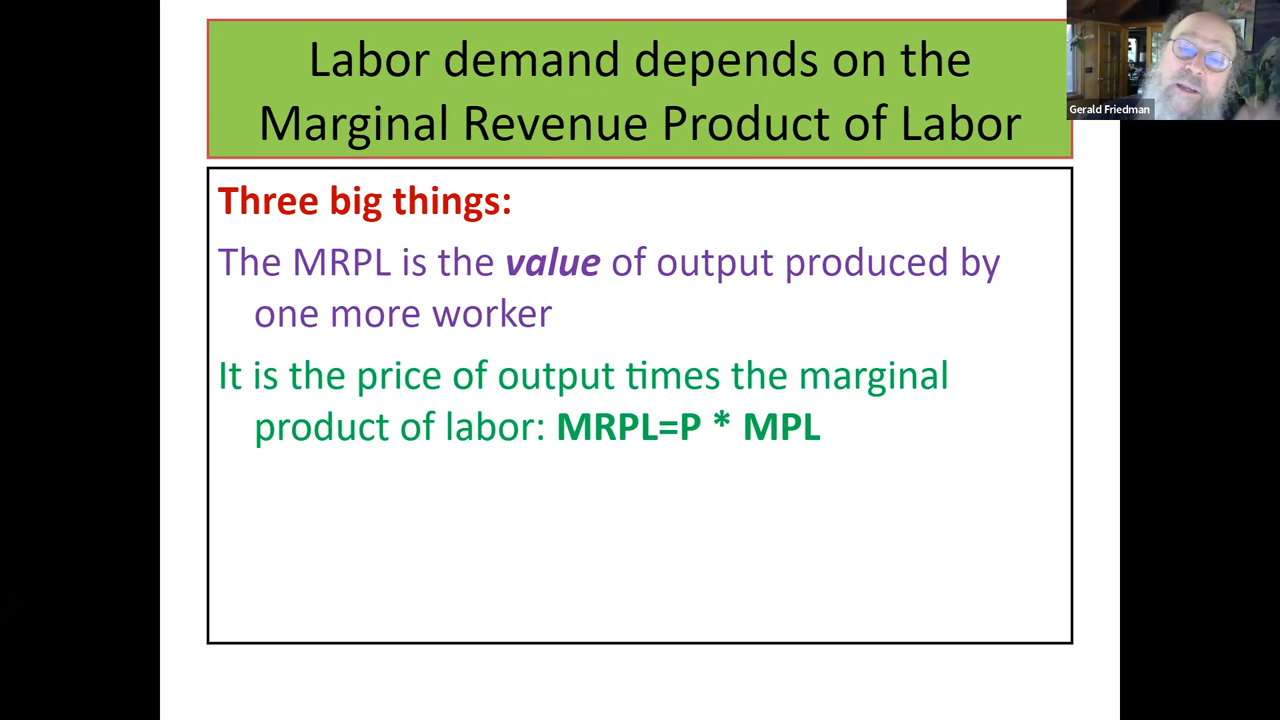 Labor demand depends on the
Marginal Revenue Product of Labor
Gerald Friedman
Three big things:
The MRPL is the value of output produced by
one more worker
It is the price of output times the marginal
product of labor: MRPL=P * MPL